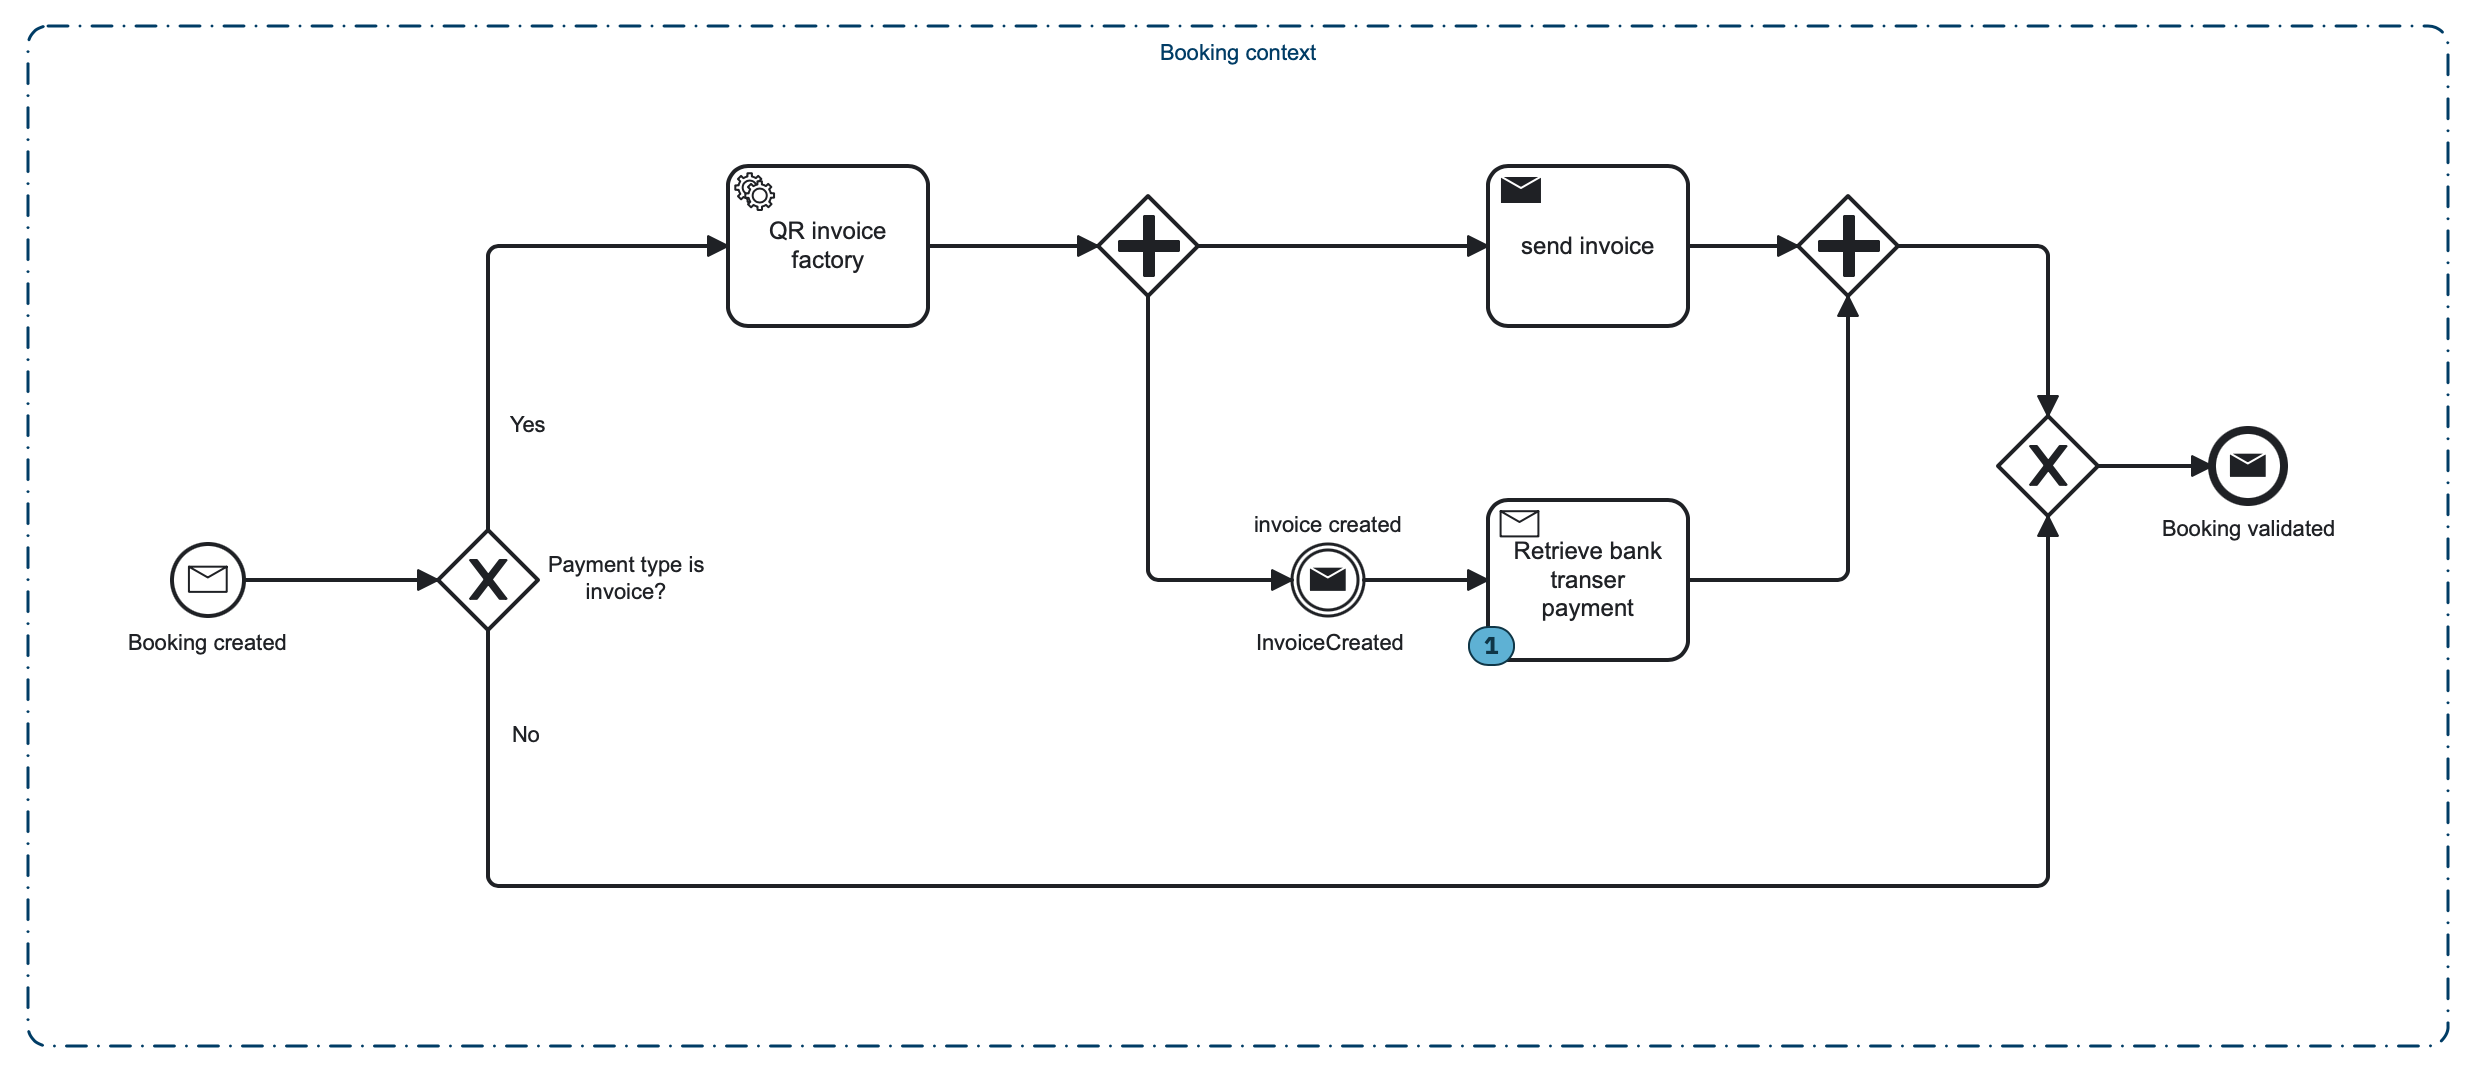 Booking context
QR invoice
factory
send invoice
Yes
invoice created
Payment type is
invoice?
Retrieve bank
transer
payment
Booking validated
Booking created
InvoiceCreated
1
No